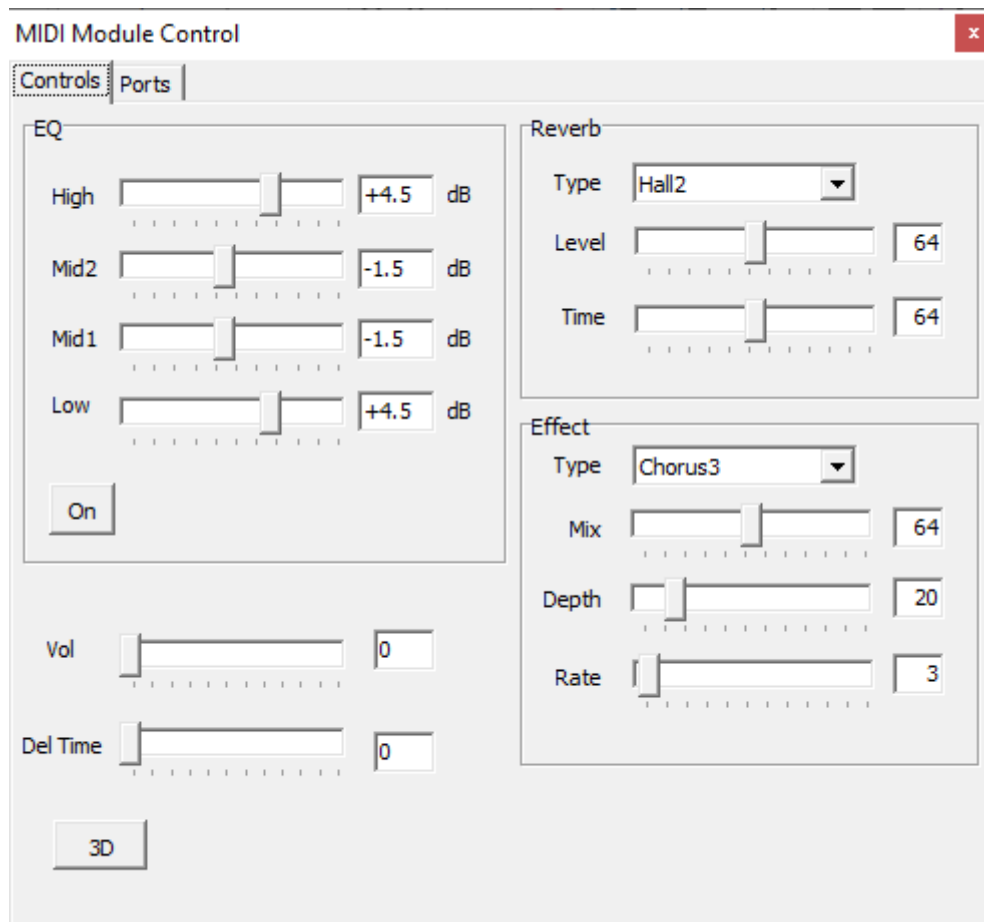 MIDI Module Control
x
Controls Ports
EQ
High +4.5 dB
Mid2 -1.5 dB
Mid1 -1.5 dB
Low +4.5 dB
On
Vol 0
Del Time 0
3D
Reverb
Type Hall2
Level 64
Time 64
Effect
Type Chorus3
Mix 64
Depth 20
Rate 3